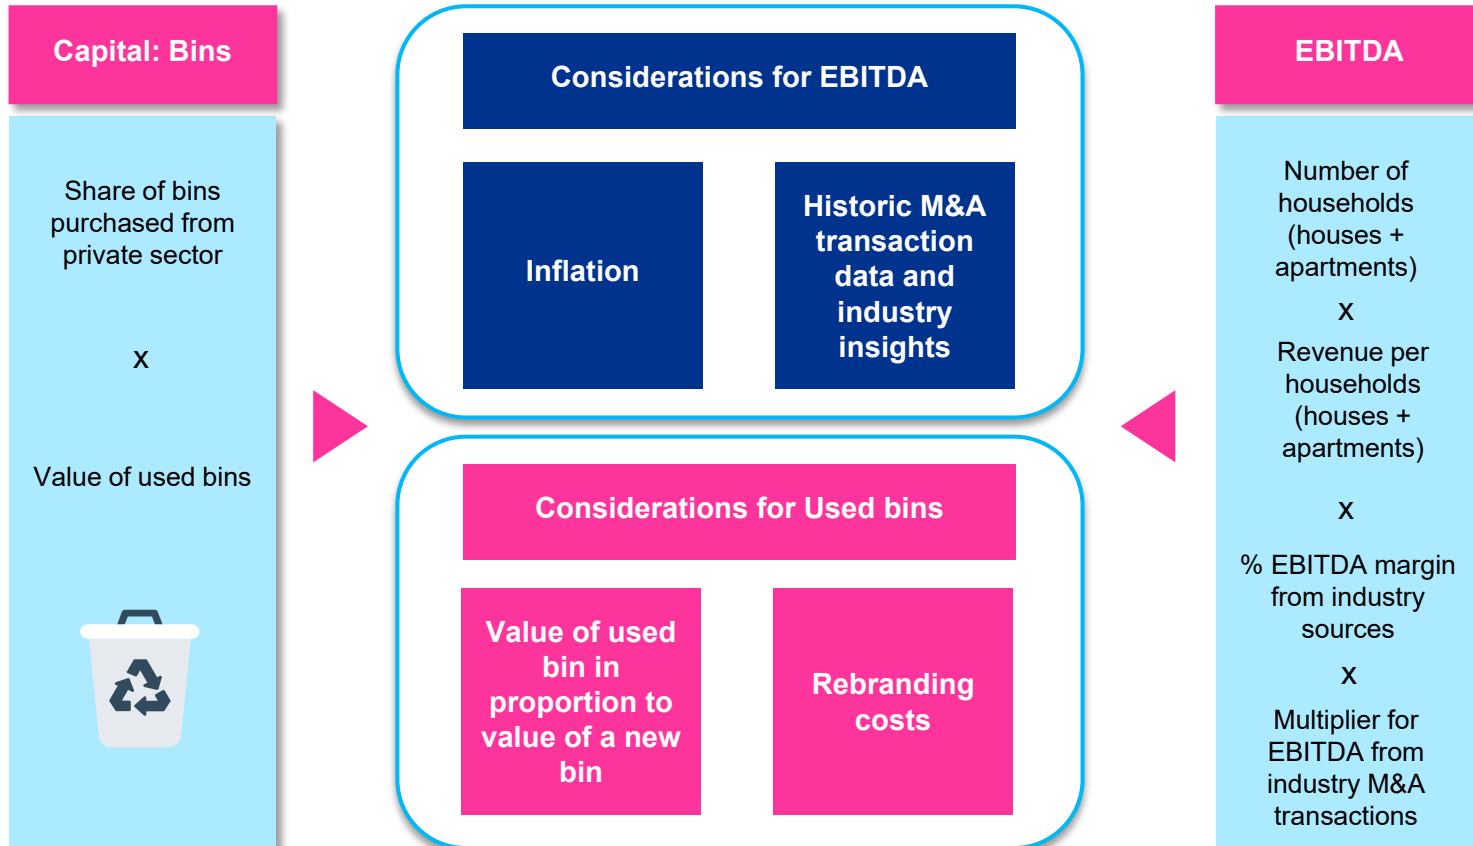 Capital: Bins
Share of bins
purchased from
private sector
x
Value of used bins
Considerations for EBITDA
Inflation
Historic M&A
transaction
data and
industry
insights
Considerations for Used bins
Value of used
bin in
proportion to
value of a new
bin
Rebranding
costs
EBITDA
Number of
households
(houses +
apartments)
x
Revenue per
households
(houses +
apartments)
x
% EBITDA margin
from industry
sources
x
Multiplier for
EBITDA from
industry M&A
transactions